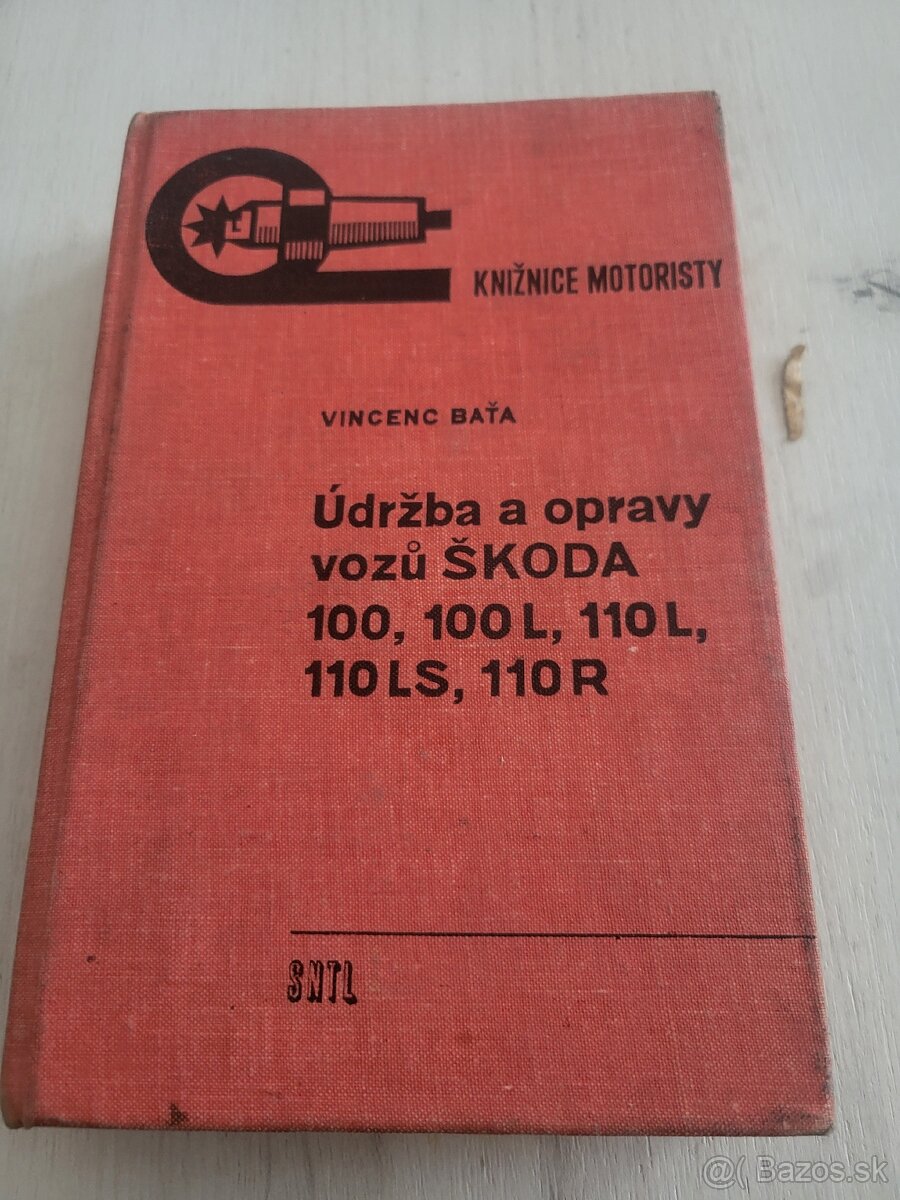 KNIŽNICE MOTORISTY
VINCENC BAŤA
Údržba a opravy
vozů ŠKODA
100, 100 L, 110 L,
110 LS, 110 R
SNTL
@( Bazos.sk